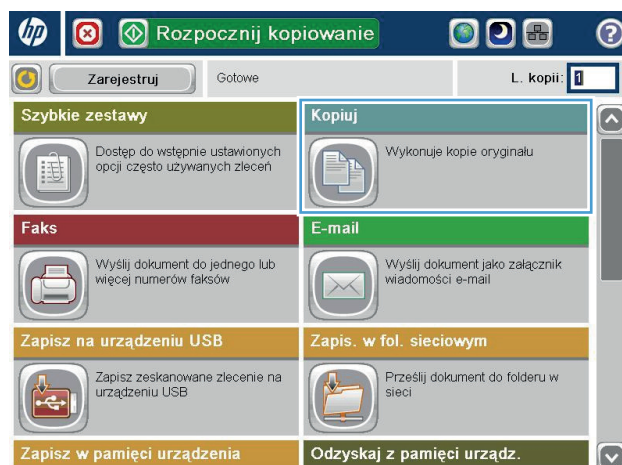 hp
Rozpocznij kopiowanie
?
Zarejestruj
Gotowe
L. kopii: 1
Szybkie zestawy
Dostęp do wstępnie ustawionych
opcji często używanych zleceń
Kopiuj
Wykonuje kopie oryginału
Faks
Wyślij dokument do jednego lub
więcej numerów faksów
E-mail
Wyślij dokument jako załącznik
wiadomości e-mail
Zapisz na urządzeniu USB
Zapisz zeskanowane zlecenie na
urządzeniu USB
Zapis. w fol. sieciowym
Prześlij dokument do folderu w
sieci
Zapisz w pamięci urządzenia
Odzyskaj z pamięci urządz.